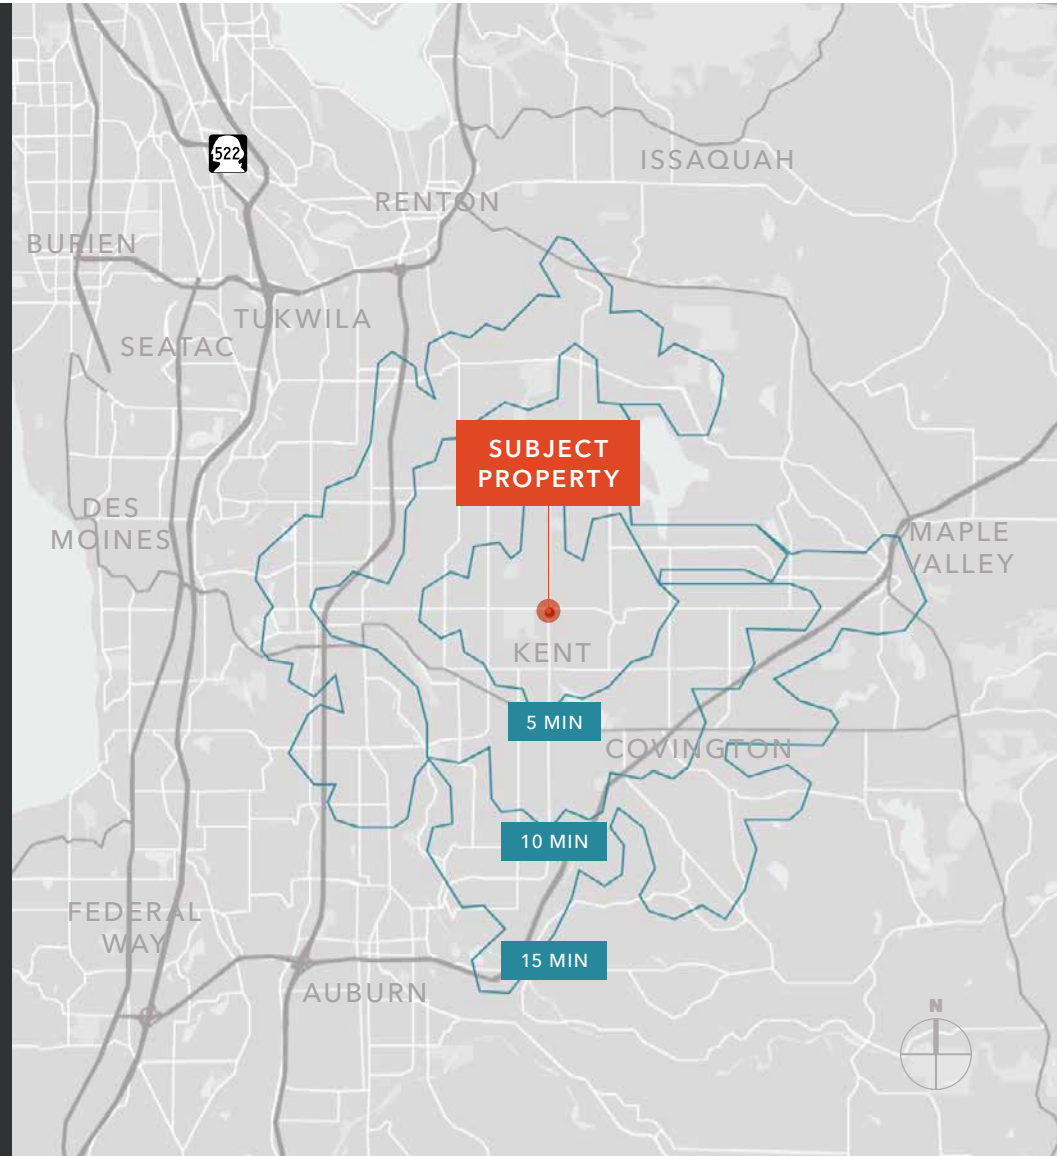 522
ISSAQUAH
RENTON
BURIEN
TUKWILA
SEATAC
SUBJECT
PROPERTY
DES
MOINES
MAPLE
VALLEY
KENT
5 MIN
COVINGTON
10 MIN
FEDERAL
WAY
15 MIN
AUBURN
N